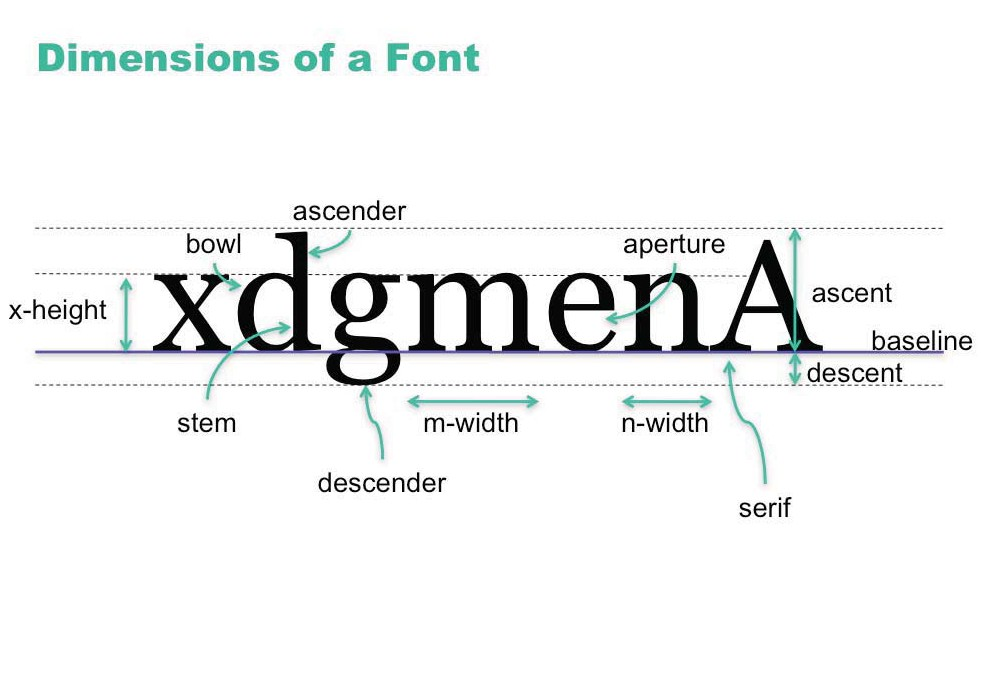 Dimensions of a Font
ascender
bowl
aperture
xdgmenA
x-height
ascent
baseline
descent
stem
m-width
n-width
descender
serif